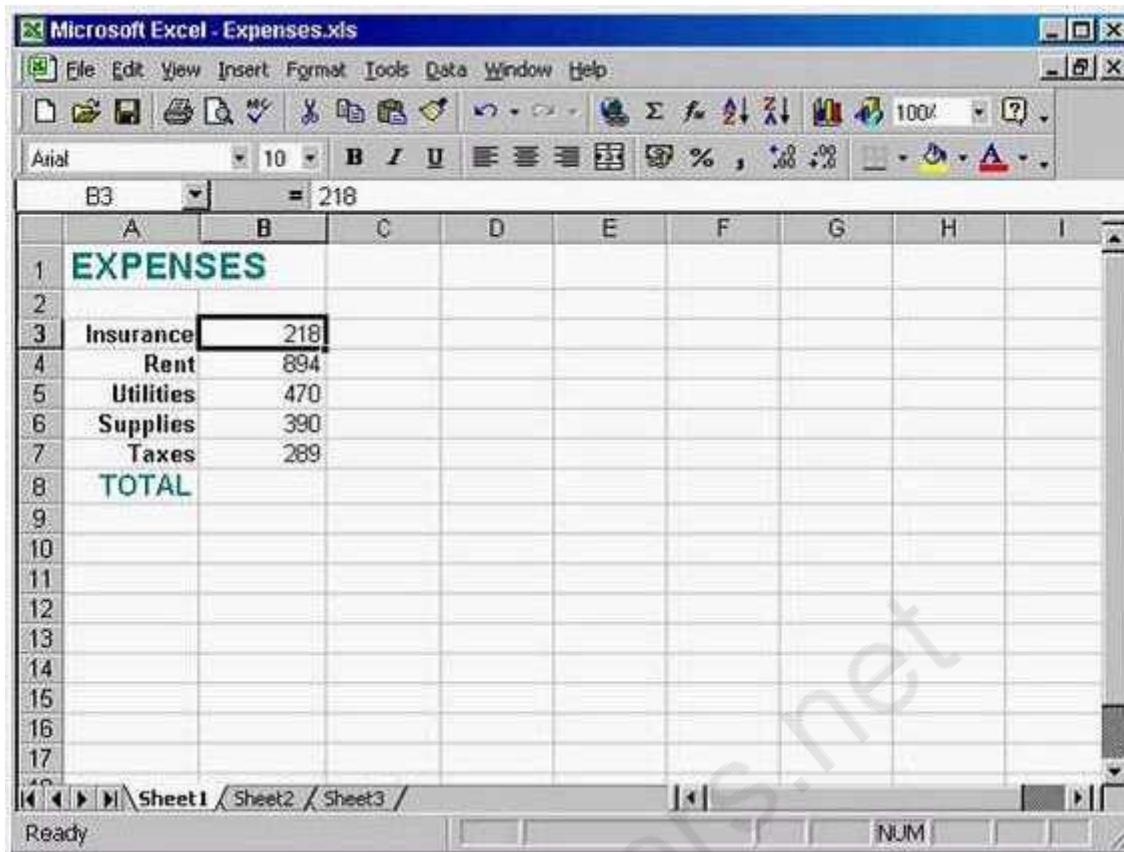 Microsoft Excel - Expenses.xls
File Edit View Insert Format Tools Data Window Help
100%
Arial 10 B I U % ,
B3 = 218
A B C D E F G H I
1 EXPENSES
2
3 Insurance 218
4 Rent 894
5 Utilities 470
6 Supplies 390
7 Taxes 289
8 TOTAL
9
10
11
12
13
14
15
16
17
Sheet1 Sheet2 Sheet3
Ready NUM